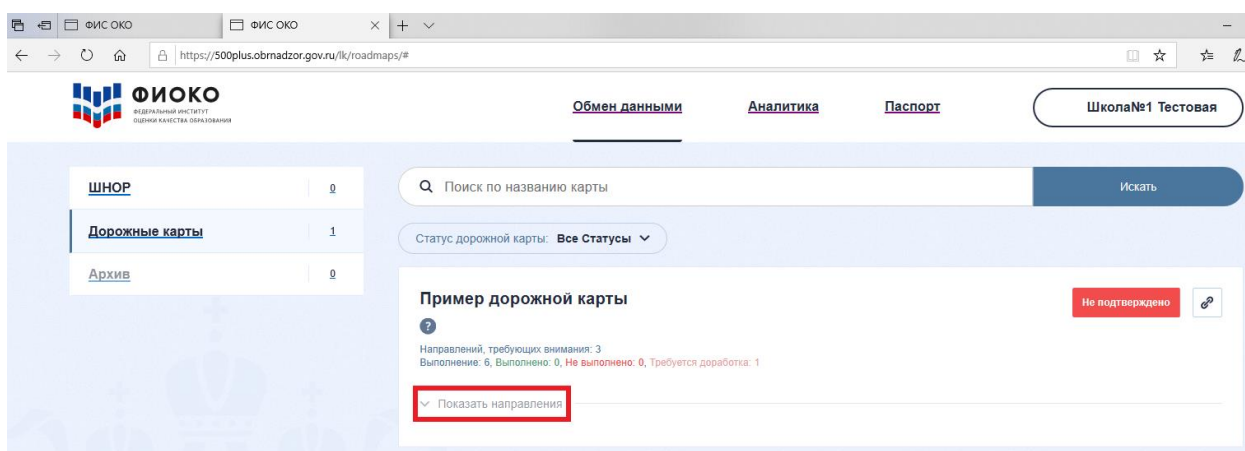 ФИС ОКО
ФИС ОКО
https://500plus.obrnadzor.gov.ru/lk/roadmaps/#
ФИОКО
ФЕДЕРАЛЬНЫЙ ИНСТИТУТ
ОЦЕНКИ КАЧЕСТВА ОБРАЗОВАНИЯ
Обмен данными Аналитика Паспорт Школа№1 Тестовая
ШНОР 0
Дорожные карты 1
Архив 0
Поиск по названию карты Искать
Статус дорожной карты: Все Статусы
Пример дорожной карты Не подтверждено
?
Направлений, требующих внимания: 3
Выполнение: 6, Выполнено: 0, Не выполнено: 0, Требуется доработка: 1
Показать направления